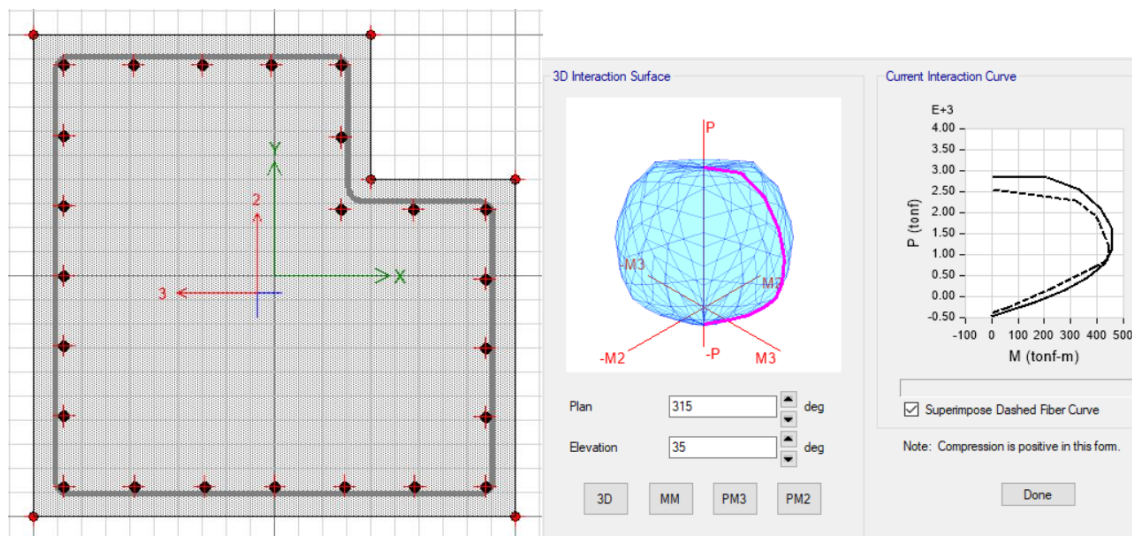 Y
2
X
3
3D Interaction Surface
P
-M3
M2
-M2
-P
M3
Plan 315 deg
Elevation 35 deg
3D MM PM3 PM2
Current Interaction Curve
E+3
4.00
3.50
3.00
2.50
2.00
1.50
1.00
0.50
0.00
-0.50
P (tonf)
-100 0 100 200 300 400 500
M (tonf-m)
Superimpose Dashed Fiber Curve
Note: Compression is positive in this form.
Done